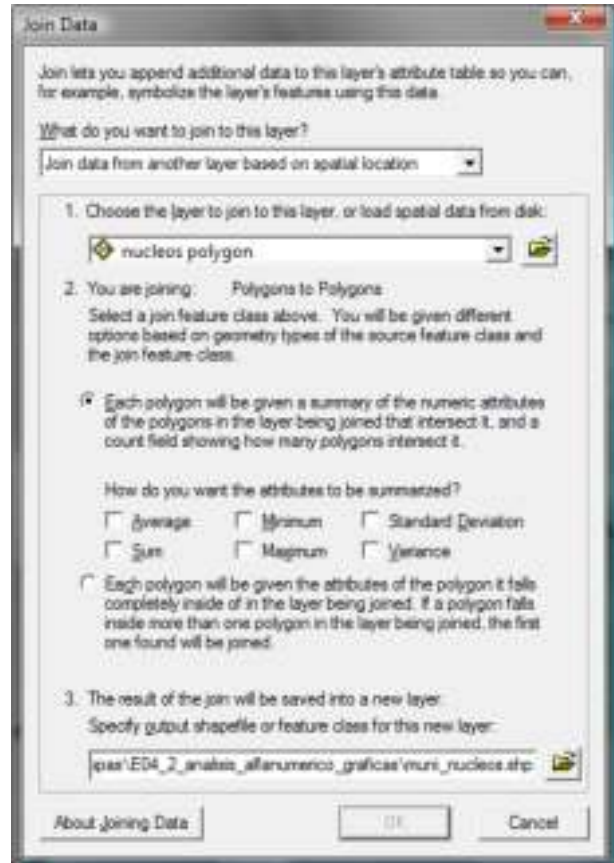 Join Data
Join lets you append additional data to this layer's attribute table so you can,
for example, symbolize the layer's features using this data.
What do you want to join to this layer?
Join data from another layer based on spatial location
1. Choose the layer to join to this layer, or load spatial data from disk:
nucleos polygon
2. You are joining: Polygons to Polygons
Select a join feature class above. You will be given different
options based on geometry types of the source feature class and
the join feature class.
Each polygon will be given a summary of the numeric attributes
of the polygons in the layer being joined that intersect it, and a
count field showing how many polygons intersect it.
How do you want the attributes to be summarized?
Average Minimum Standard Deviation
Sum Maximum Variance
Each polygon will be given the attributes of the polygon it falls
completely inside of in the layer being joined. If a polygon falls
inside more than one polygon in the layer being joined, the first
one found will be joined.
3. The result of the join will be saved into a new layer.
Specify output shapefile or feature class for this new layer:
ipas\E04_2_analisis_alfanumerico_graficas\muni_nucleos.shp
About Joining Data OK Cancel